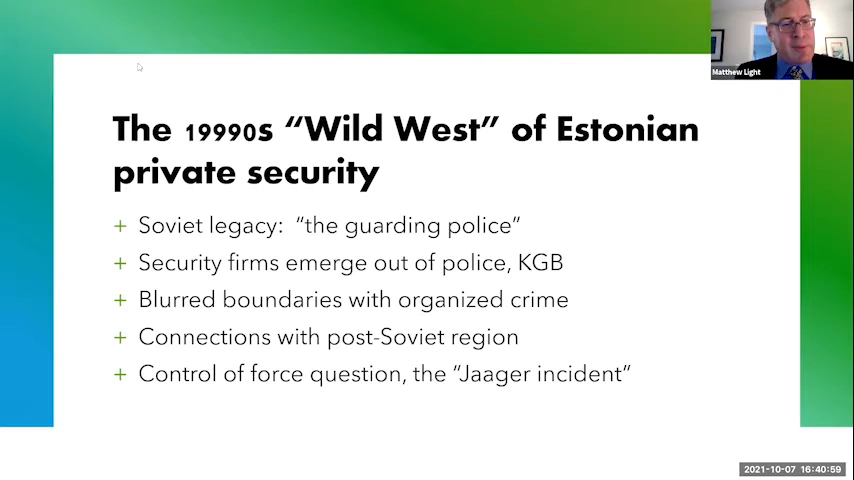 Matthew Light
The 19990s “Wild West” of Estonian
private security
+ Soviet legacy: “the guarding police”
+ Security firms emerge out of police, KGB
+ Blurred boundaries with organized crime
+ Connections with post-Soviet region
+ Control of force question, the “Jaager incident”
2021-10-07 16:40:59